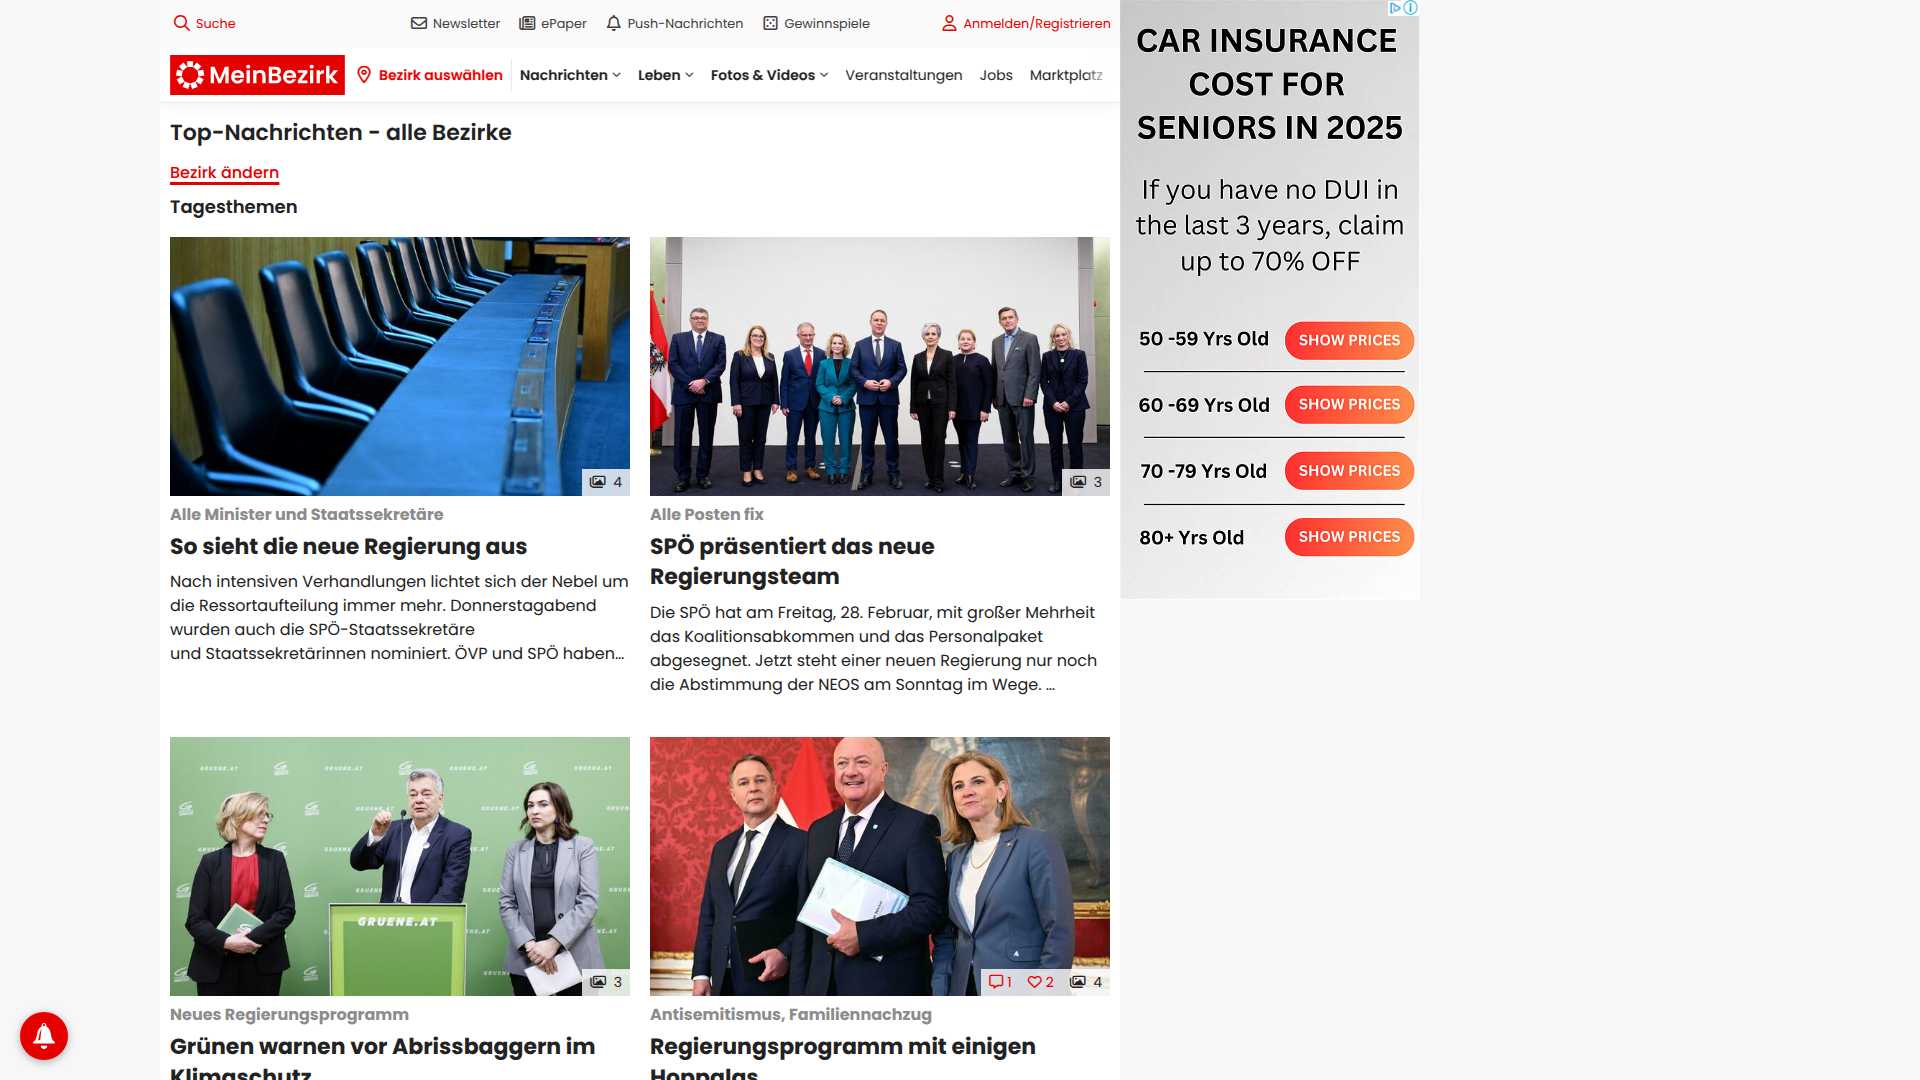 Suche
Newsletter
ePaper
Push-Nachrichten
Gewinnspiele
Anmelden/Registrieren
MeinBezirk
Bezirk auswählen
Nachrichten
Leben
Fotos & Videos
Veranstaltungen
Jobs
Marktplatz
Top-Nachrichten - alle Bezirke
Bezirk ändern
Tagesthemen
4
Alle Minister und Staatssekretäre
So sieht die neue Regierung aus
Nach intensiven Verhandlungen lichtet sich der Nebel um
die Ressortaufteilung immer mehr. Donnerstagabend
wurden auch die SPÖ-Staatssekretäre
und Staatssekretärinnen nominiert. ÖVP und SPÖ haben…
3
Alle Posten fix
SPÖ präsentiert das neue
Regierungsteam
Die SPÖ hat am Freitag, 28. Februar, mit großer Mehrheit
das Koalitionsabkommen und das Personalpaket
abgesegnet. Jetzt steht einer neuen Regierung nur noch
die Abstimmung der NEOS am Sonntag im Wege. …
GRUENE.AT
3
Neues Regierungsprogramm
Grünen warnen vor Abrissbaggern im
Klimaschutz
1
2
4
Antisemitismus, Familiennachzug
Regierungsprogramm mit einigen
Hoppalas
CAR INSURANCE
COST FOR
SENIORS IN 2025
If you have no DUI in
the last 3 years, claim
up to 70% OFF
50 -59 Yrs Old
SHOW PRICES
60 -69 Yrs Old
SHOW PRICES
70 -79 Yrs Old
SHOW PRICES
80+ Yrs Old
SHOW PRICES